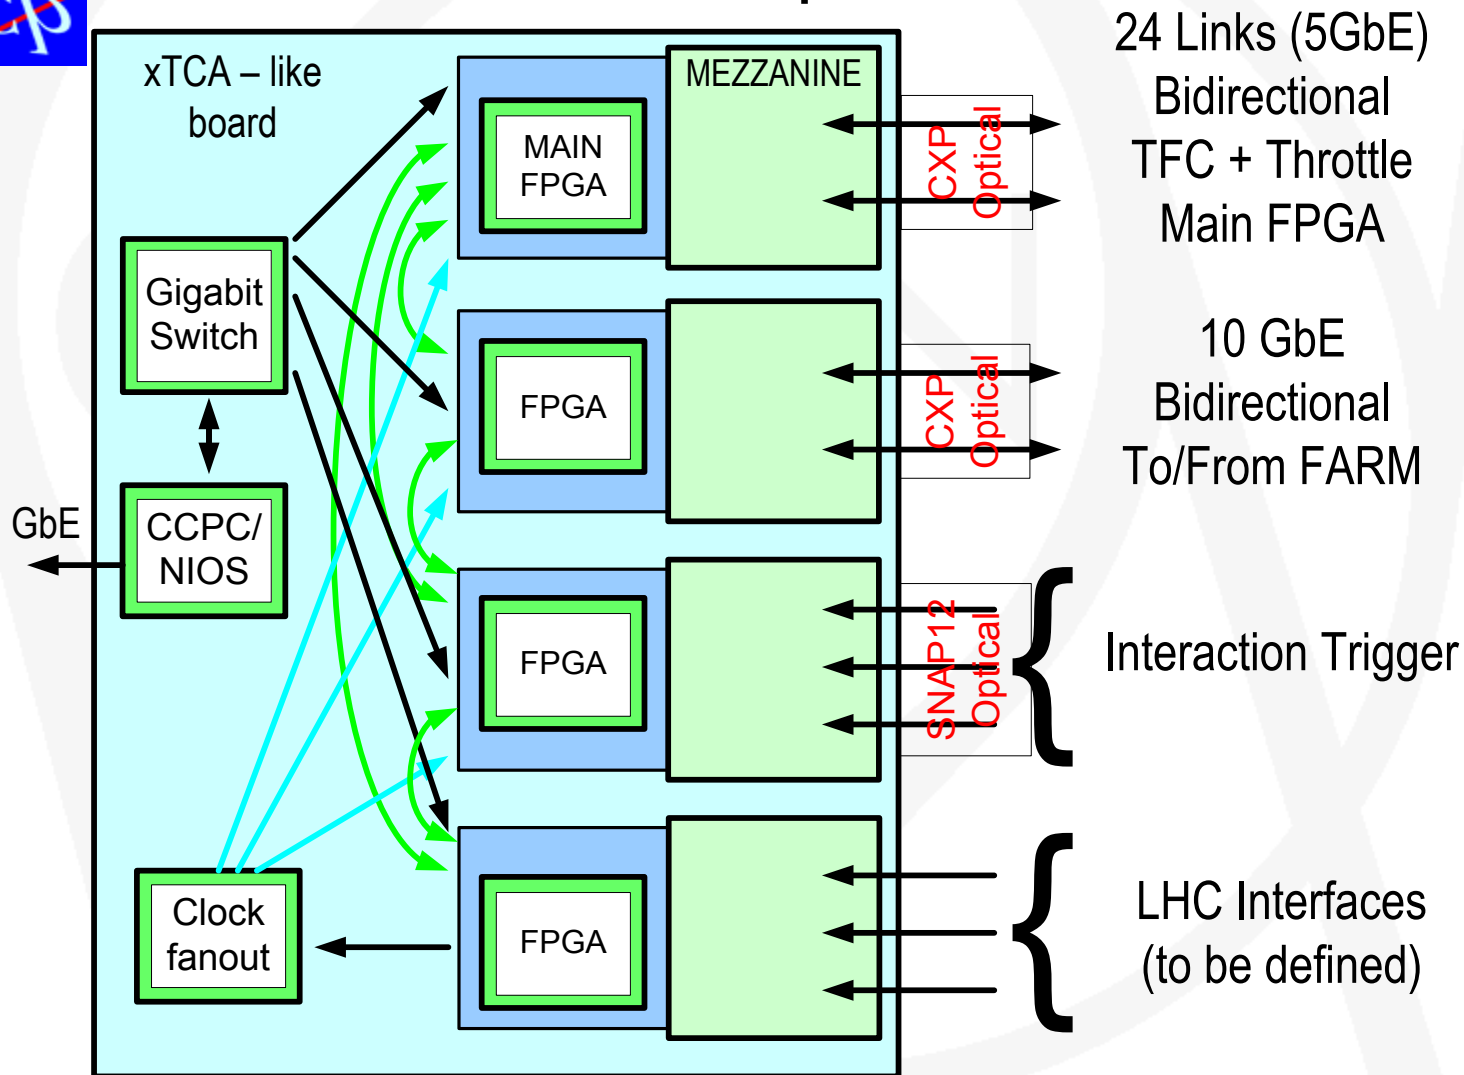 xTCA – like
board
MEZZANINE
MAIN
FPGA
CXP
Optical
24 Links (5GbE)
Bidirectional
TFC + Throttle
Main FPGA
Gigabit
Switch
FPGA
CXP
Optical
10 GbE
Bidirectional
To/From FARM
GbE
CCPC/
NIOS
FPGA
SNAP12
Optical
Interaction Trigger
Clock
fanout
FPGA
LHC Interfaces
(to be defined)